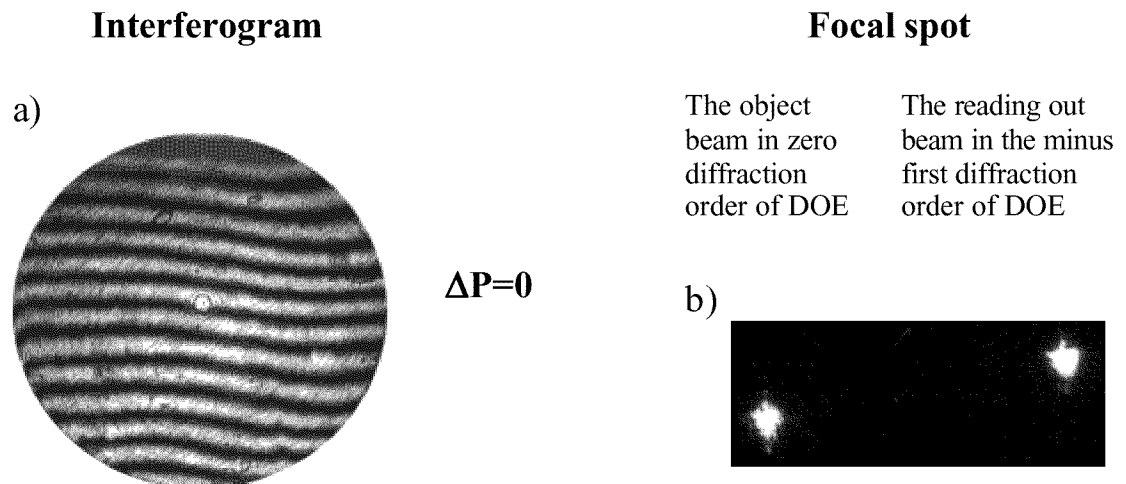 Interferogram
Focal spot
a)
The object
beam in zero
diffraction
order of DOE
The reading out
beam in the minus
first diffraction
order of DOE
ΔP=0
b)